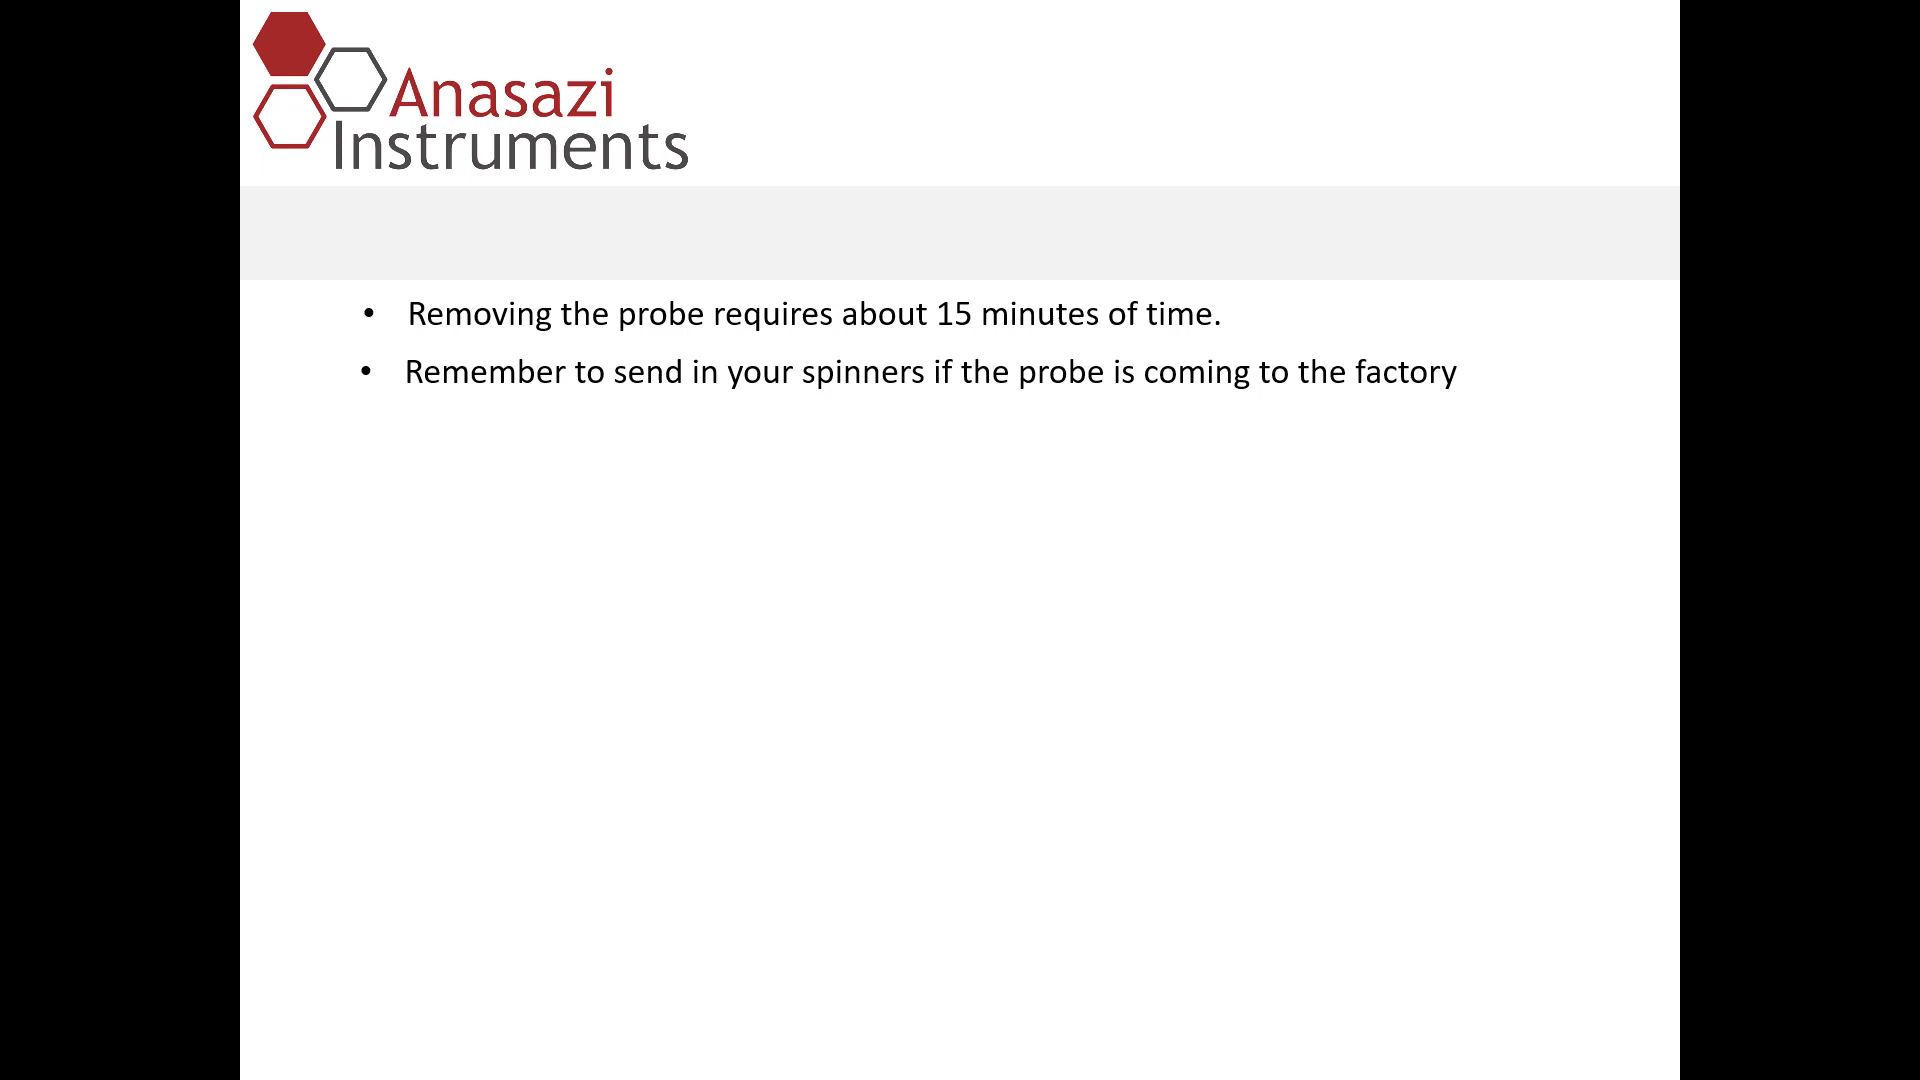 Anasazi
Instruments
• Removing the probe requires about 15 minutes of time.
• Remember to send in your spinners if the probe is coming to the factory